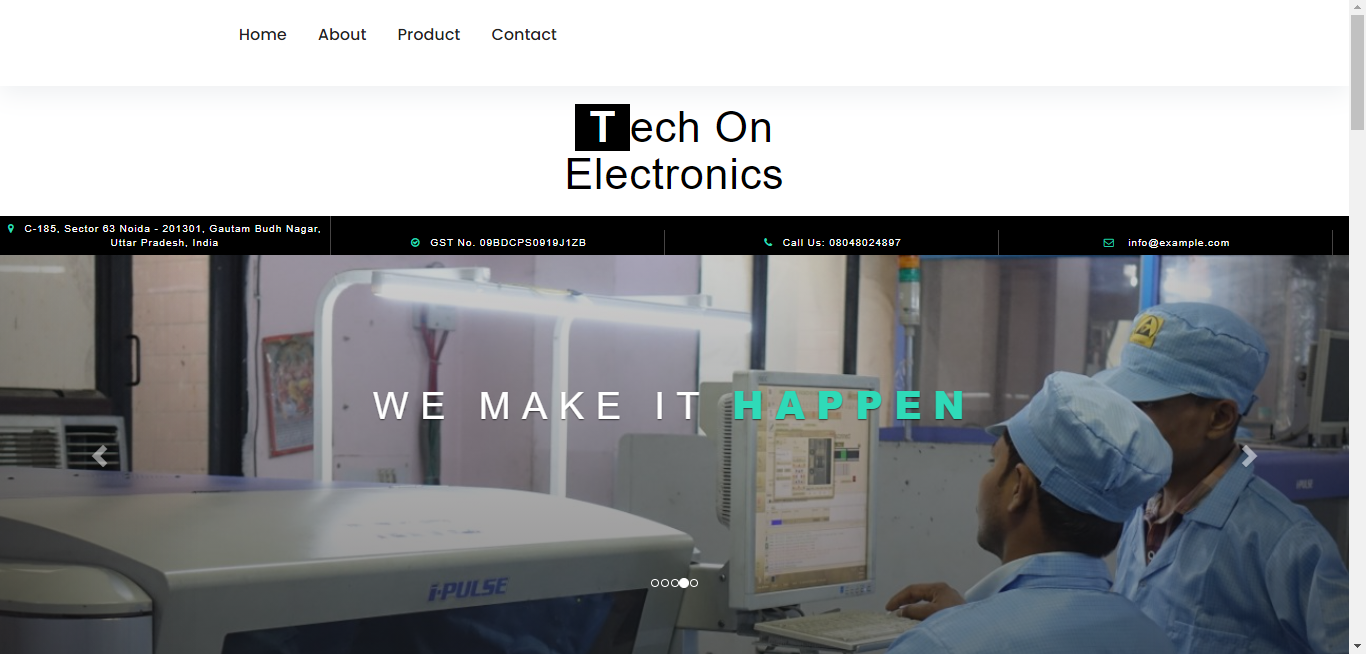 Home About Product Contact
Tech On
Electronics
C-185, Sector 63 Noida - 201301, Gautam Budh Nagar,
Uttar Pradesh, India
GST No. 09BDCPS0919J1ZB
Call Us: 08048024897
info@example.com
WE MAKE IT HAPPEN
i-PULSE
i-PULSE